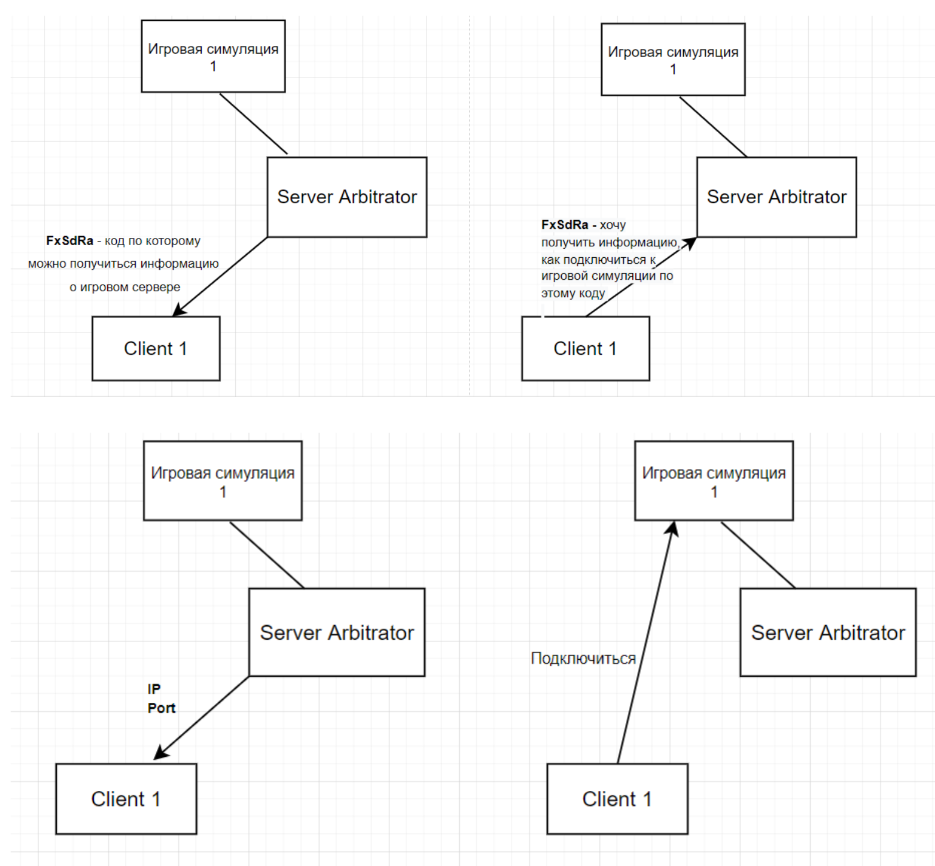 Игровая симуляция
1
Server Arbitrator
FxSdRa - код по которому
можно получиться информацию
о игровом сервере
Client 1
Игровая симуляция
1
Server Arbitrator
FxSdRa - хочу
получить информацию,
как подключиться к
игровой симуляции по
этому коду
Client 1
Игровая симуляция
1
Server Arbitrator
IP
Port
Client 1
Игровая симуляция
1
Server Arbitrator
Подключиться
Client 1